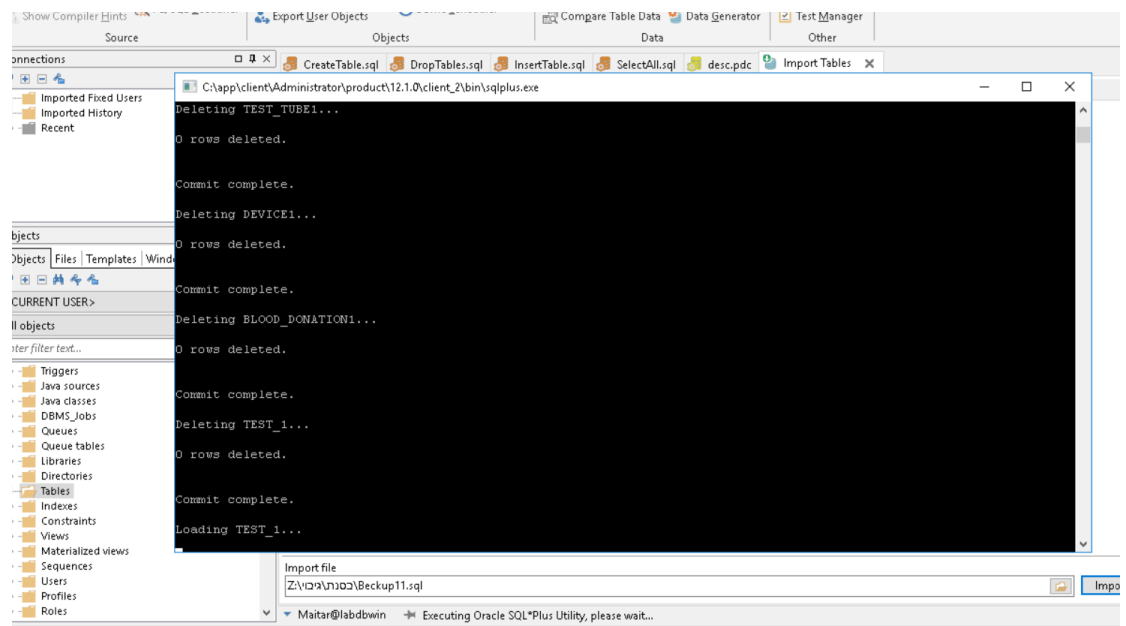 Show Compiler Hints
Export User Objects
Compare Table Data
Data Generator
Test Manager
Source
Objects
Data
Other
onnections
CreateTable.sql
DropTables.sql
InsertTable.sql
SelectAll.sql
desc.pdc
Import Tables
Imported Fixed Users
Imported History
Recent
C:\app\client\Administrator\product\12.1.0\client_2\bin\sqlplus.exe
Deleting TEST_TUBE1...
0 rows deleted.
Commit complete.
Deleting DEVICE1...
0 rows deleted.
Commit complete.
Deleting BLOOD_DONATION1...
0 rows deleted.
Commit complete.
Deleting TEST_1...
0 rows deleted.
Commit complete.
Loading TEST_1...
bjects
Objects
Files
Templates
Wind
CURRENT USER>
ll objects
nter filter text...
Triggers
Java sources
Java classes
DBMS_Jobs
Queues
Queue tables
Libraries
Directories
Tables
Indexes
Constraints
Views
Materialized views
Sequences
Users
Profiles
Roles
Import file
Z:\כסנת\גיבוי\Beckup11.sql
Impo
Maitar@labdbwin
Executing Oracle SQL*Plus Utility, please wait...